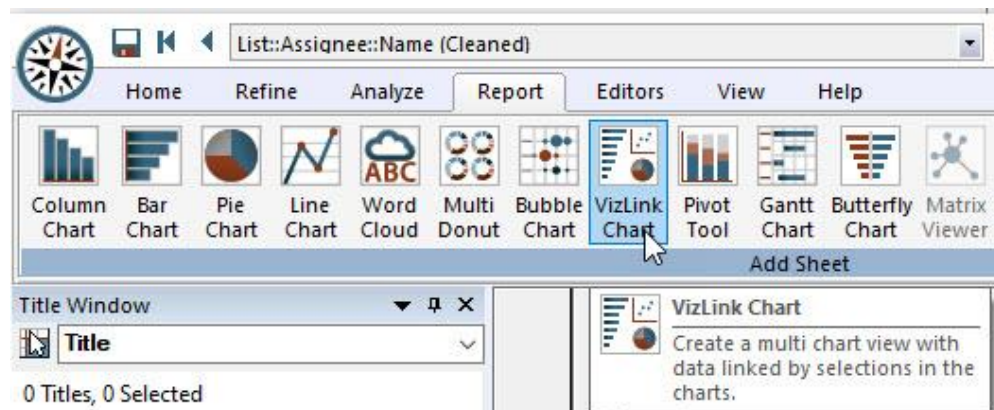 List::Assignee::Name (Cleaned)
Home Refine Analyze Report Editors View Help
ABC
Column Bar Pie Line Word Multi Bubble VizLink Pivot Gantt Butterfly Matrix
Chart Chart Chart Chart Cloud Donut Chart Chart Tool Chart Chart Viewer
Add Sheet
Title Window
Title
0 Titles, 0 Selected
VizLink Chart
Create a multi chart view with
data linked by selections in the
charts.